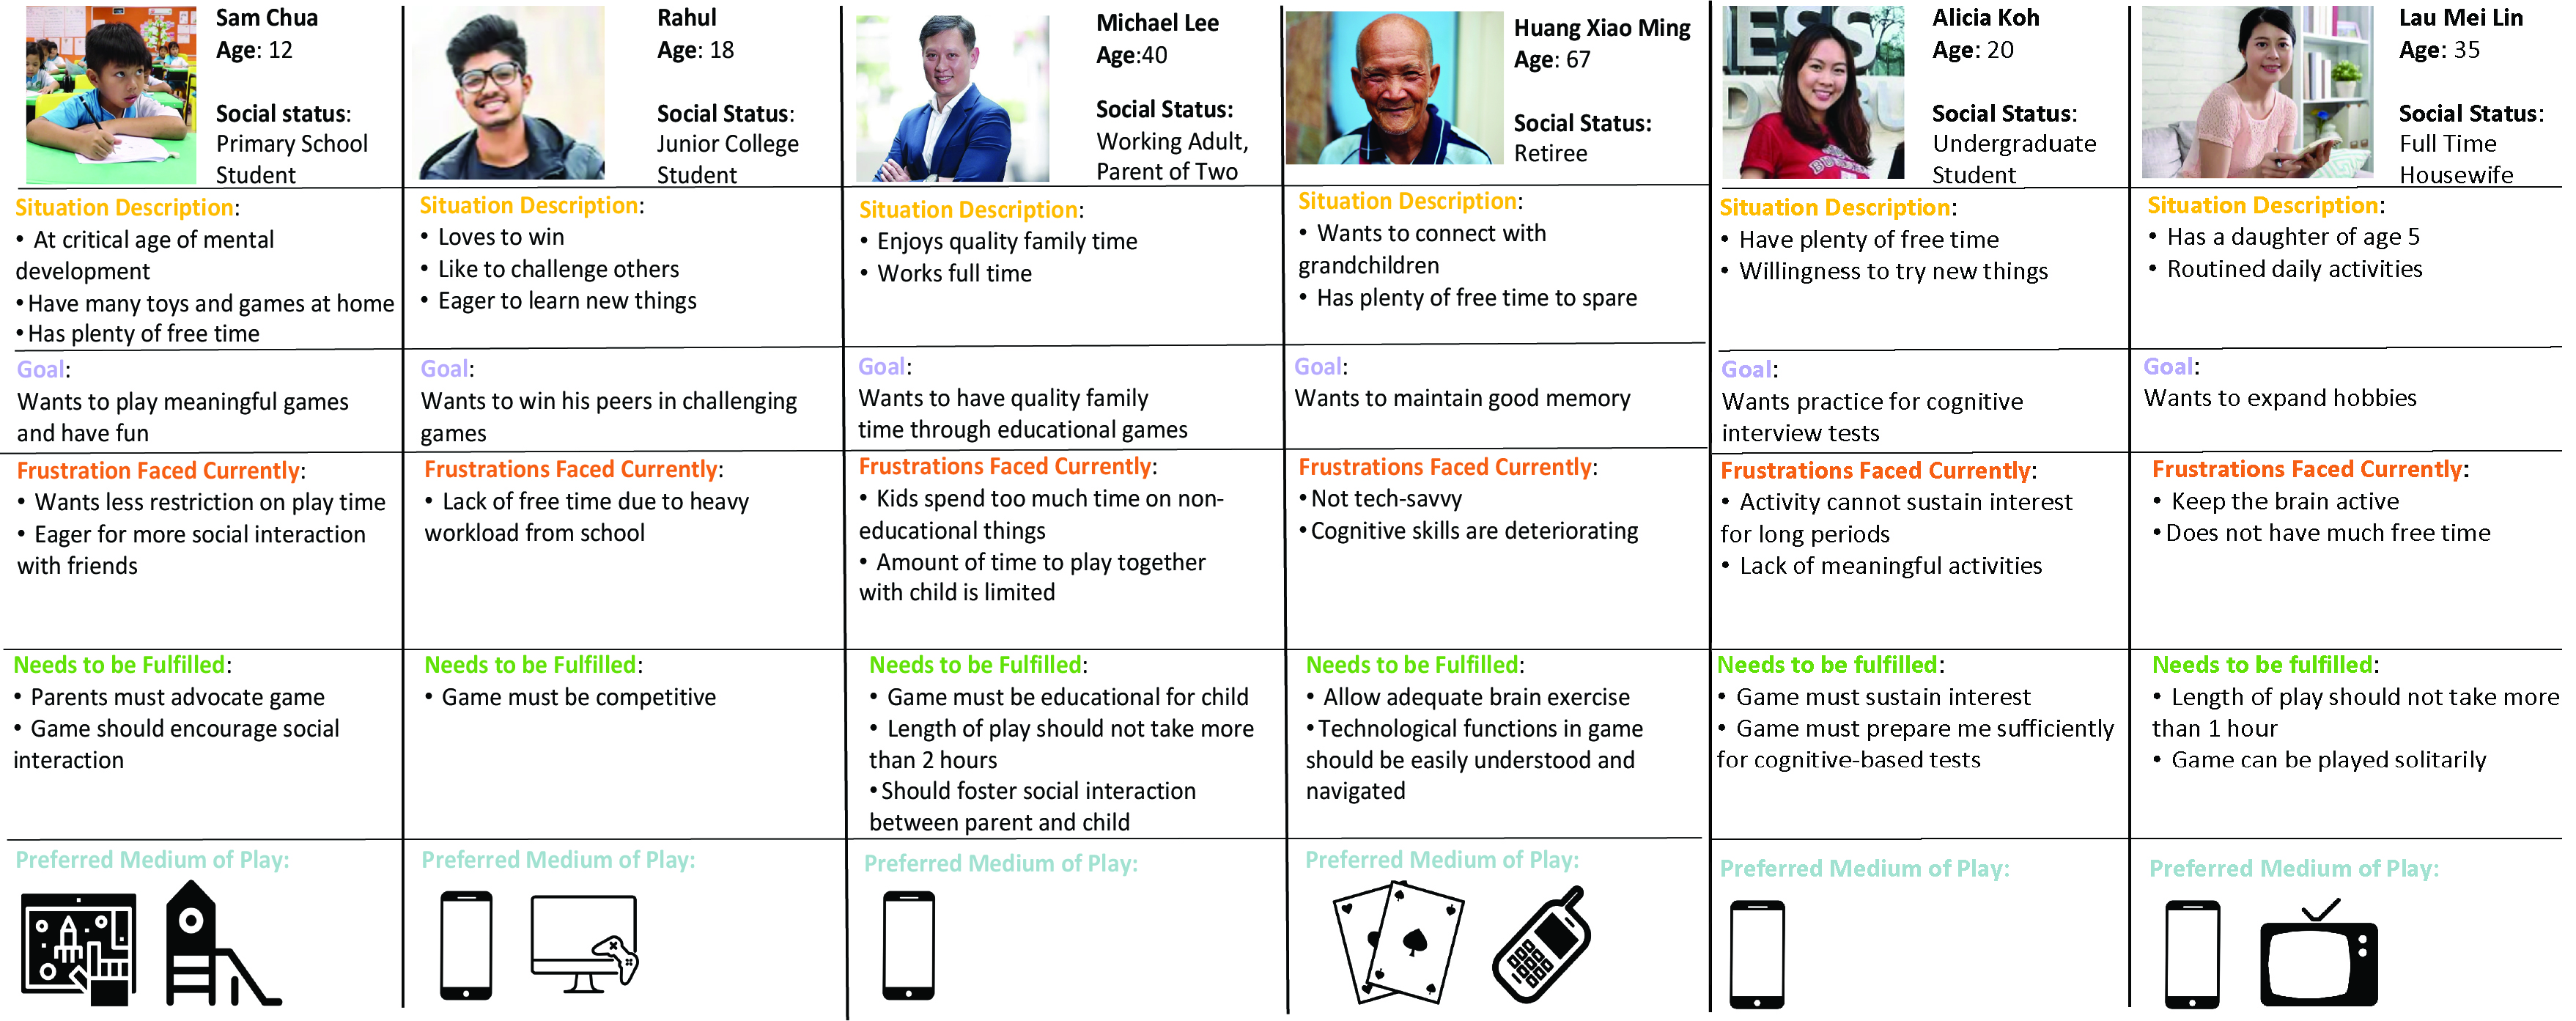 Sam Chua
Age: 12
Social status:
Primary School
Student
Situation Description:
• At critical age of mental
development
• Have many toys and games at home
• Has plenty of free time
Goal:
Wants to play meaningful games
and have fun
Frustration Faced Currently:
• Wants less restriction on play time
• Eager for more social interaction
with friends
Needs to be Fulfilled:
• Parents must advocate game
• Game should encourage social
interaction
Preferred Medium of Play:
Rahul
Age: 18
Social Status:
Junior College
Student
Situation Description:
• Loves to win
• Like to challenge others
• Eager to learn new things
Goal:
Wants to win his peers in challenging
games
Frustrations Faced Currently:
• Lack of free time due to heavy
workload from school
Needs to be Fulfilled:
• Game must be competitive
Preferred Medium of Play:
Michael Lee
Age:40
Social Status:
Working Adult,
Parent of Two
Situation Description:
• Enjoys quality family time
• Works full time
Goal:
Wants to have quality family
time through educational games
Frustrations Faced Currently:
• Kids spend too much time on non-
educational things
• Amount of time to play together
with child is limited
Needs to be Fulfilled:
• Game must be educational for child
• Length of play should not take more
than 2 hours
• Should foster social interaction
between parent and child
Preferred Medium of Play:
Huang Xiao Ming
Age: 67
Social Status:
Retiree
Situation Description:
• Wants to connect with
grandchildren
• Has plenty of free time to spare
Goal:
Wants to maintain good memory
Frustrations Faced Currently:
• Not tech-savvy
• Cognitive skills are deteriorating
Needs to be Fulfilled:
• Allow adequate brain exercise
• Technological functions in game
should be easily understood and
navigated
Preferred Medium of Play:
Alicia Koh
Age: 20
Social Status:
Undergraduate
Student
Situation Description:
• Have plenty of free time
• Willingness to try new things
Goal:
Wants practice for cognitive
interview tests
Frustrations Faced Currently:
• Activity cannot sustain interest
for long periods
• Lack of meaningful activities
Needs to be fulfilled:
• Game must sustain interest
• Game must prepare me sufficiently
for cognitive-based tests
Preferred Medium of Play:
Lau Mei Lin
Age: 35
Social Status:
Full Time
Housewife
Situation Description:
• Has a daughter of age 5
• Routined daily activities
Goal:
Wants to expand hobbies
Frustrations Faced Currently:
• Keep the brain active
• Does not have much free time
Needs to be fulfilled:
• Length of play should not take more
than 1 hour
• Game can be played solitarily
Preferred Medium of Play: